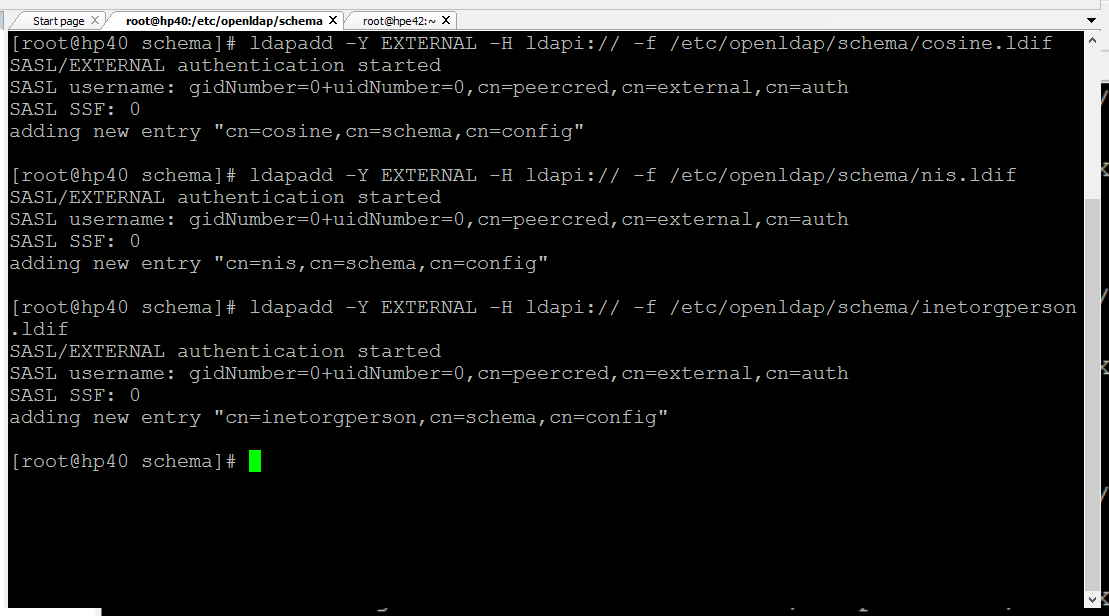 Start page
root@hp40:/etc/openldap/schema
root@hpe42:~
[root@hp40 schema]# ldapadd -Y EXTERNAL -H ldapi:// -f /etc/openldap/schema/cosine.ldif
SASL/EXTERNAL authentication started
SASL username: gidNumber=0+uidNumber=0,cn=peercred,cn=external,cn=auth
SASL SSF: 0
adding new entry "cn=cosine,cn=schema,cn=config"
[root@hp40 schema]# ldapadd -Y EXTERNAL -H ldapi:// -f /etc/openldap/schema/nis.ldif
SASL/EXTERNAL authentication started
SASL username: gidNumber=0+uidNumber=0,cn=peercred,cn=external,cn=auth
SASL SSF: 0
adding new entry "cn=nis,cn=schema,cn=config"
[root@hp40 schema]# ldapadd -Y EXTERNAL -H ldapi:// -f /etc/openldap/schema/inetorgperson
.ldif
SASL/EXTERNAL authentication started
SASL username: gidNumber=0+uidNumber=0,cn=peercred,cn=external,cn=auth
SASL SSF: 0
adding new entry "cn=inetorgperson,cn=schema,cn=config"
[root@hp40 schema]#